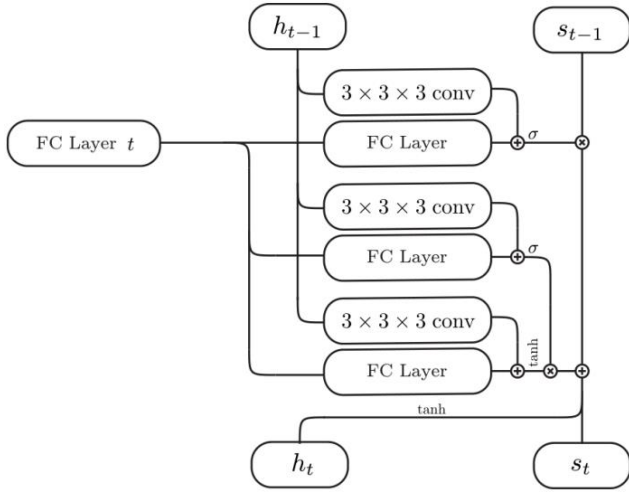 h_{t−1}
s_{t−1}
3 × 3 × 3 conv
FC Layer t
FC Layer
σ
3 × 3 × 3 conv
FC Layer
σ
3 × 3 × 3 conv
FC Layer
tanh
tanh
h_t
s_t